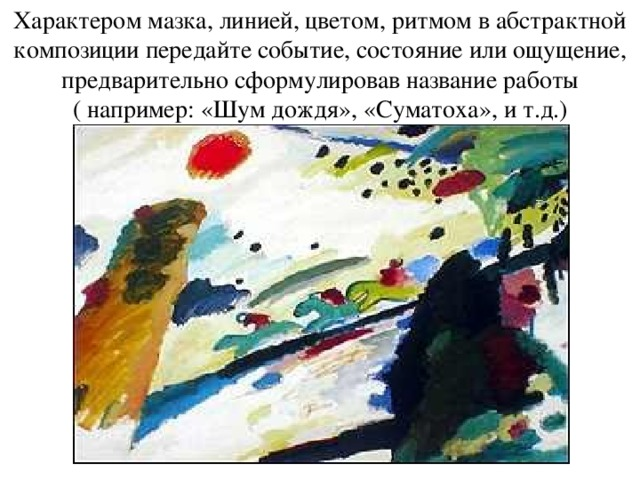 Характером мазка, линией, цветом, ритмом в абстрактной
композиции передайте событие, состояние или ощущение,
предварительно сформулировав название работы
( например: «Шум дождя», «Суматоха», и т.д.)